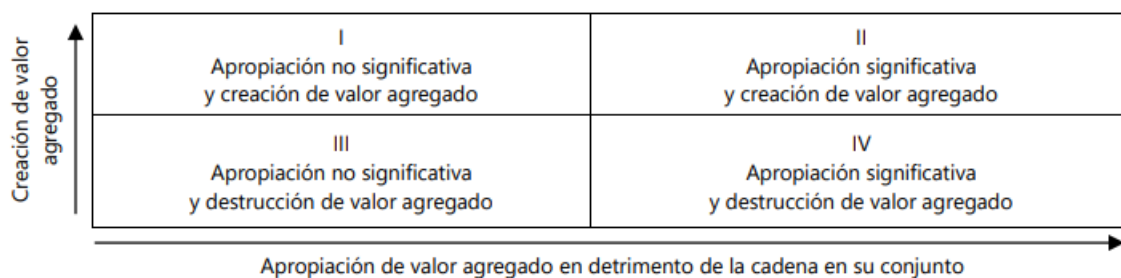 Creación de valor
agregado
I
Apropiación no significativa
y creación de valor agregado
II
Apropiación significativa
y creación de valor agregado
III
Apropiación no significativa
y destrucción de valor agregado
IV
Apropiación significativa
y destrucción de valor agregado
Apropiación de valor agregado en detrimento de la cadena en su conjunto